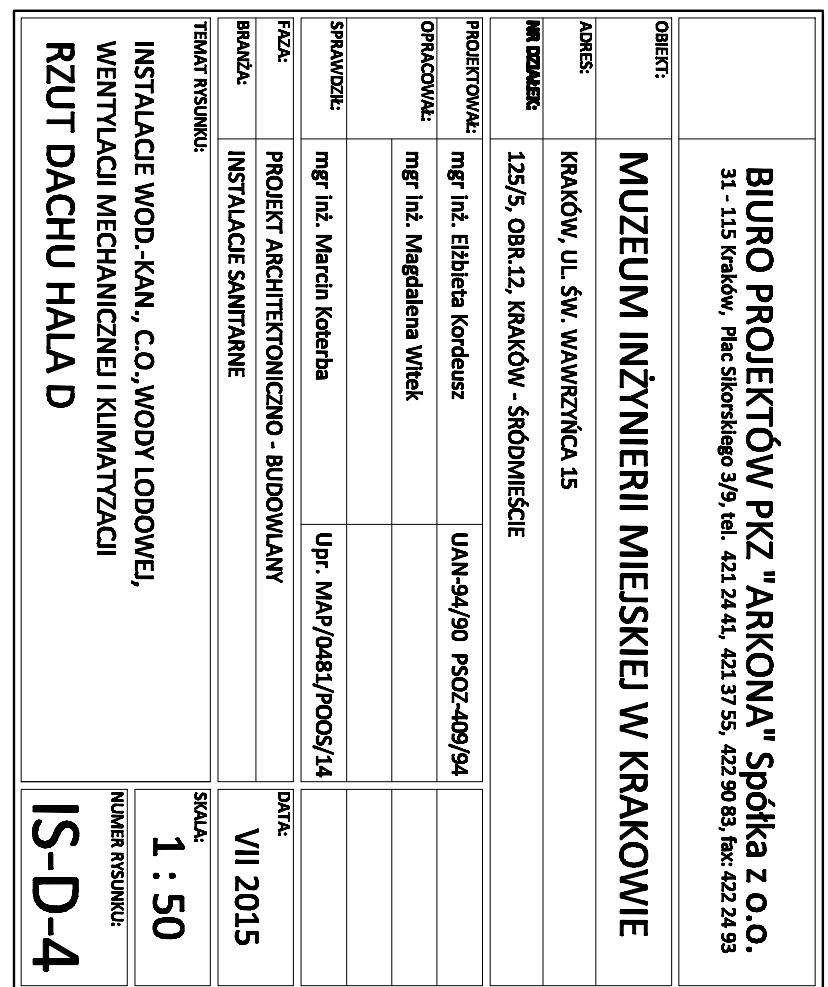 BIURO PROJEKTÓW PKZ "ARKONA" Spółka z o.o.
31 - 115 Kraków, Plac Sikorskiego 3/9, tel. 421 24 41, 421 37 55, 422 90 83, fax: 422 24 93
OBIEKT:
MUZEUM INŻYNIERII MIEJSKIEJ W KRAKOWIE
ADRES:
KRAKÓW, UL. ŚW. WAWRZYŃCA 15
NR DZIAŁEK:
125/5, OBR.12, KRAKÓW - ŚRÓDMIEŚCIE
PROJEKTOWAŁ:
mgr inż. Elżbieta Kordeusz
UAN-94/90 PSOZ-409/94
OPRACOWAŁ:
mgr inż. Magdalena Witek
SPRAWDZIŁ:
mgr inż. Marcin Koterba
Upr. MAP/0481/POOS/14
FAZA:
PROJEKT ARCHITEKTONICZNO - BUDOWLANY
BRANŻA:
INSTALACJE SANITARNE
DATA:
VII 2015
TEMAT RYSUNKU:
INSTALACJE WOD.-KAN., C.O.,WODY LODOWEJ,
WENTYLACJI MECHANICZNEJ I KLIMATYZACJI
RZUT DACHU HALA D
SKALA:
1 : 50
NUMER RYSUNKU:
IS-D-4